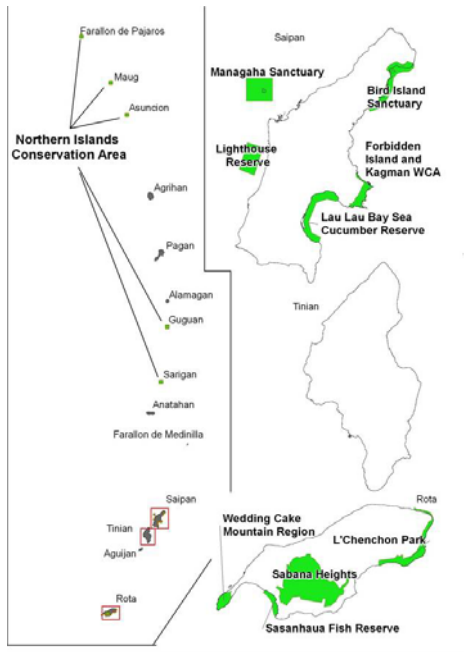 Farallon de Pajaros
Maug
Asuncion
Northern Islands
Conservation Area
Agrihan
Pagan
Alamagan
Guguan
Sarigan
Anatahan
Farallon de Medinilla
Saipan
Tinian
Aguijan
Rota
Saipan
Managaha Sanctuary
Bird Island
Sanctuary
Lighthouse
Reserve
Forbidden
Island and
Kagman WCA
Lau Lau Bay Sea
Cucumber Reserve
Tinian
Rota
Wedding Cake
Mountain Region
L'Chenchon Park
Sabana Heights
Sasanhaua Fish Reserve